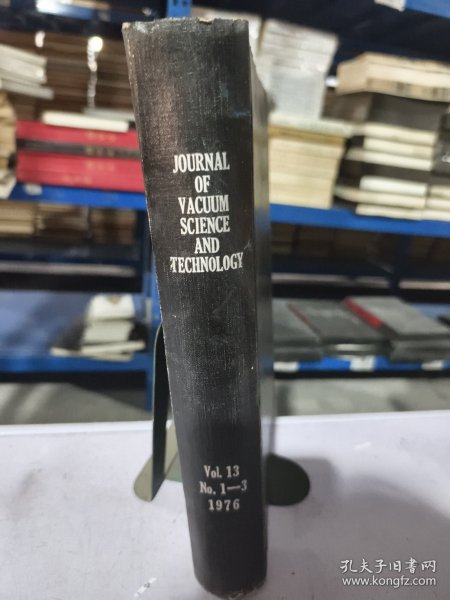 JOURNAL
OF
VACUUM
SCIENCE
AND
TECHNOLOGY
Vol. 13
No. 1—3
1976
孔夫子旧书网
www.kongfz.com